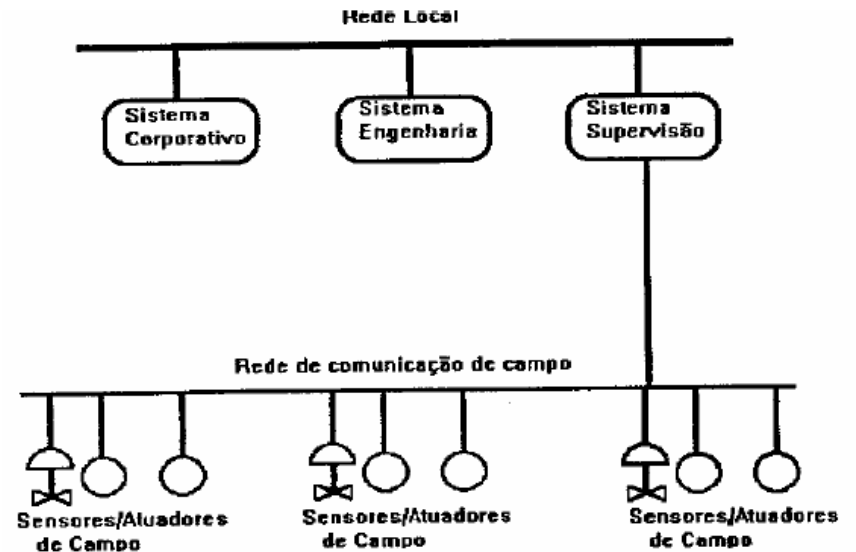 Rede Local
Sistema
Corporativo
Sistema
Engenharia
Sistema
Supervisão
Rede de comunicação de campo
Sensores/Atuadores
de Campo
Sensores/Atuadores
de Campo
Sensores/Atuadores
de Campo